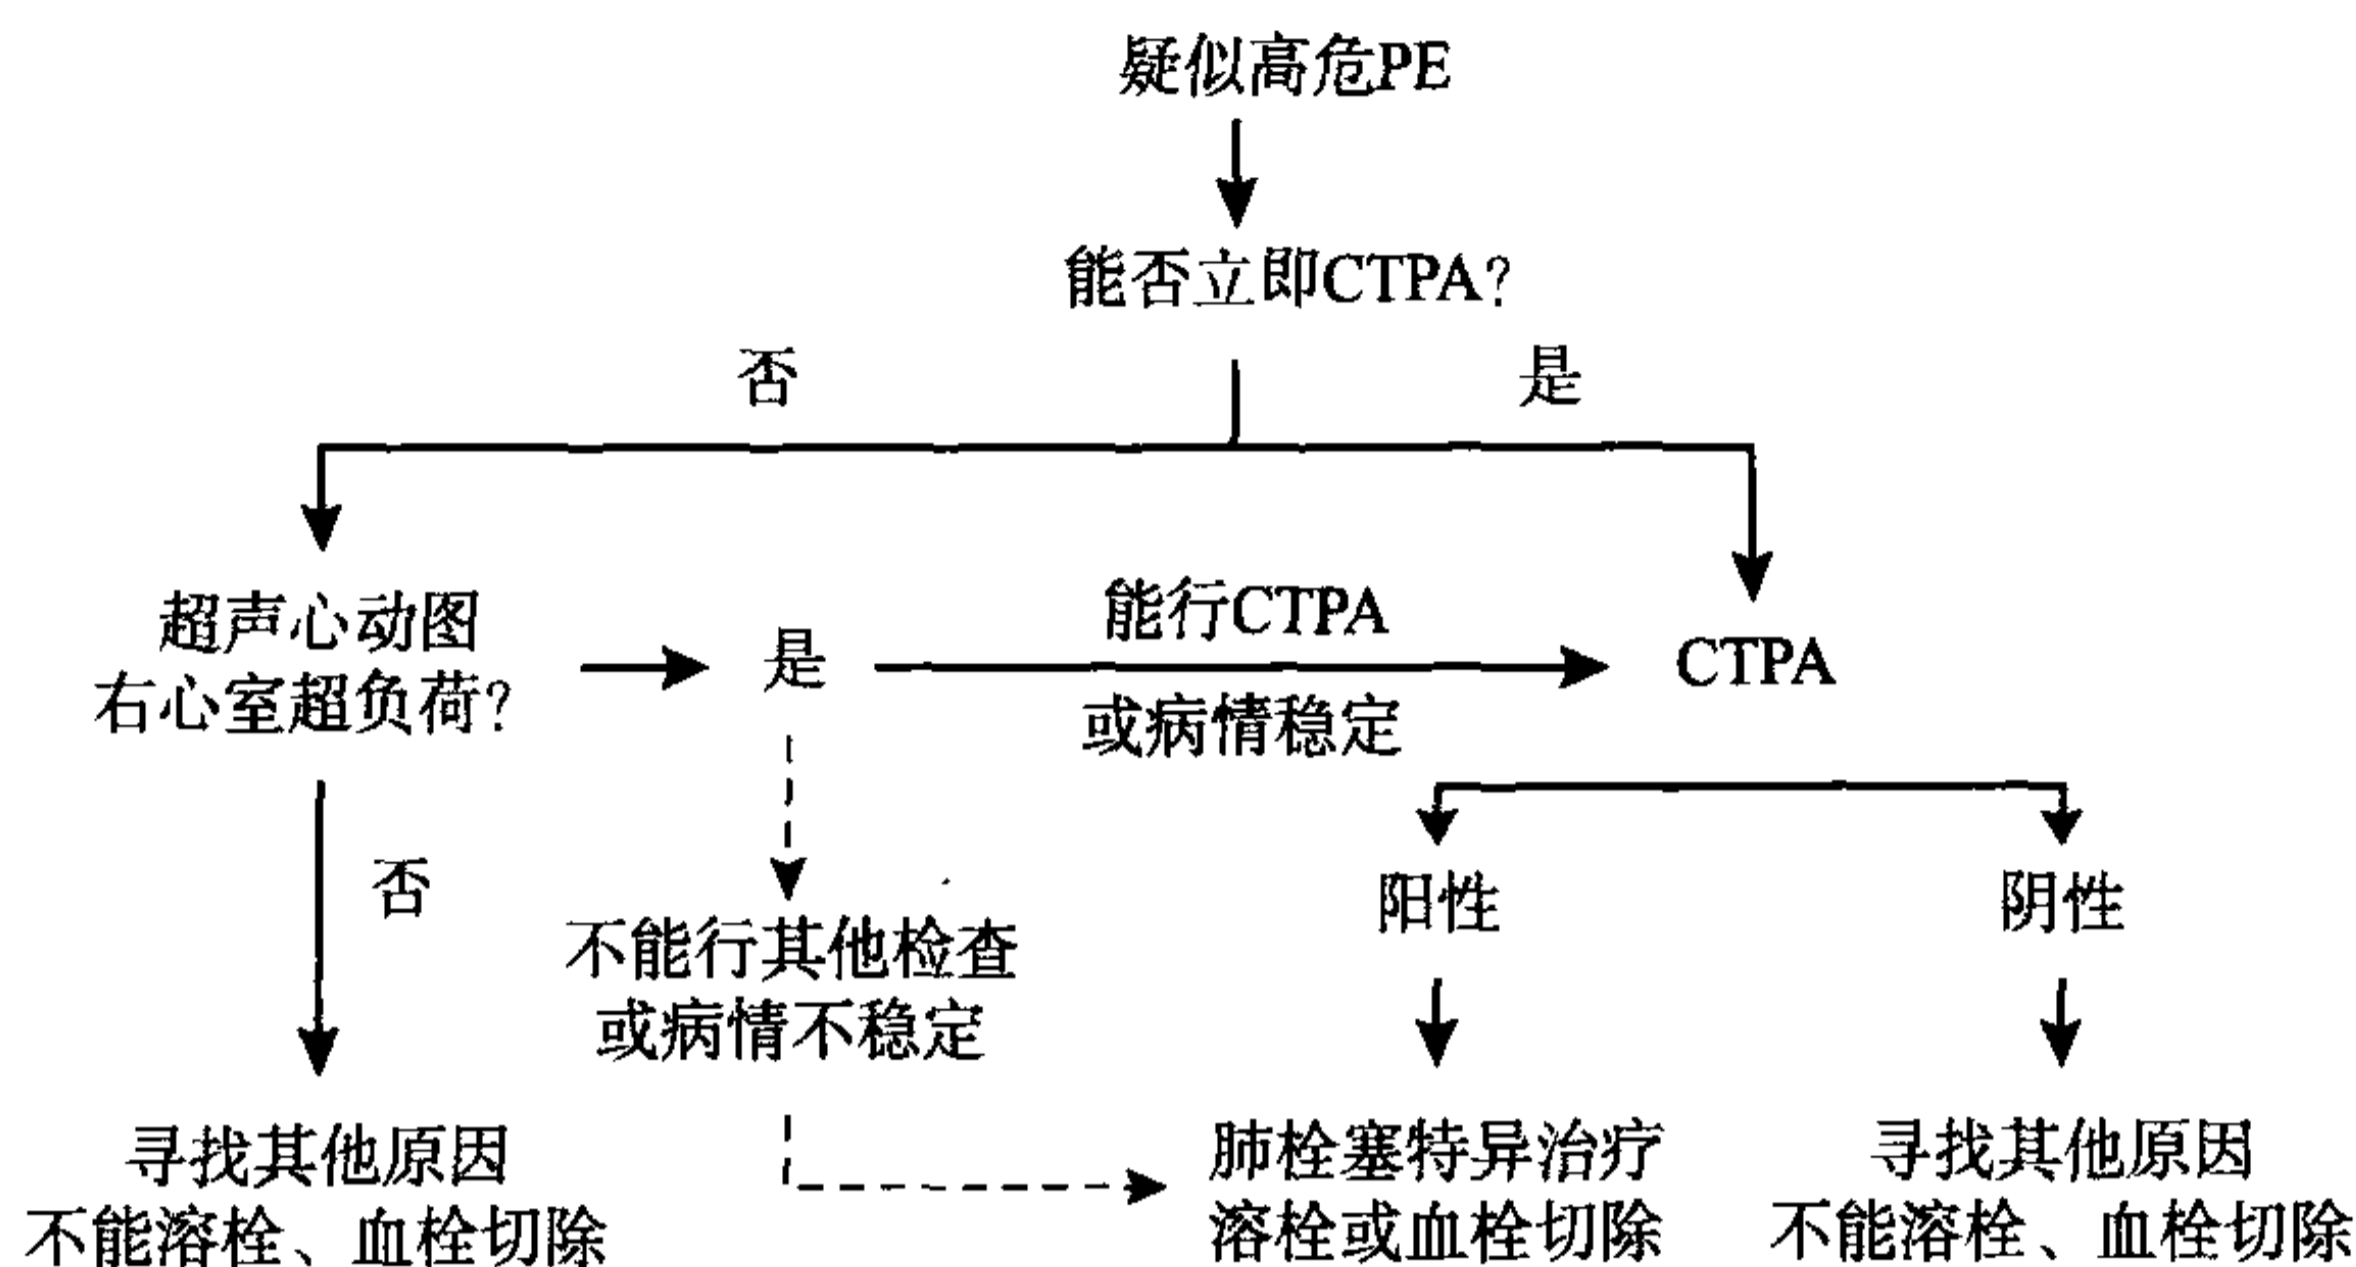 疑似高危PE
能否立即CTPA?
否
是
超声心动图
右心室超负荷?
是
能行CTPA
或病情稳定
CTPA
否
不能行其他检查
或病情不稳定
阳性
阴性
寻找其他原因
不能溶栓、血栓切除
肺栓塞特异治疗
溶栓或血栓切除
寻找其他原因
不能溶栓、血栓切除